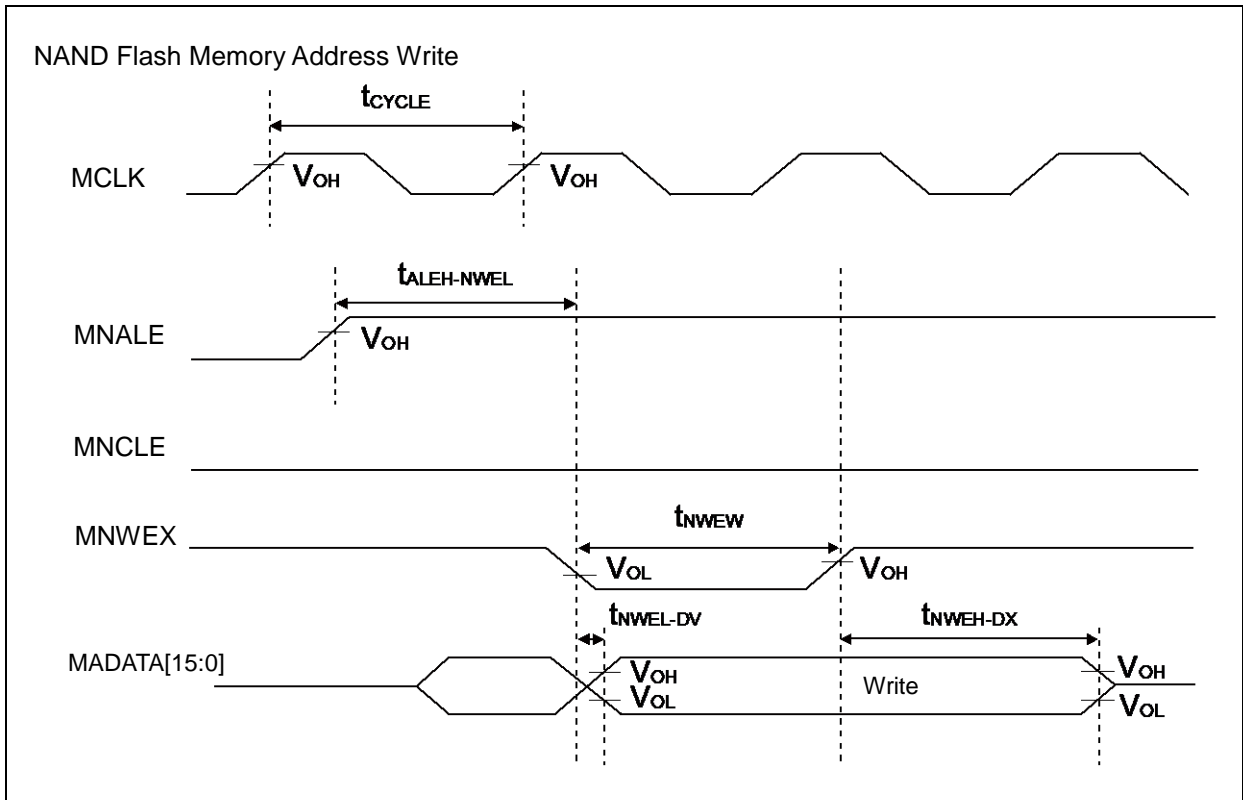 NAND Flash Memory Address Write
tCYCLE
MCLK
VOH VOH
tALEH-NWEL
MNALE
VOH
MNCLE
MNWEX
tNWEW
VOL VOH
tNWEL-DV tNWEH-DX
MADATA[15:0]
VOH Write VOH
VOL VOL